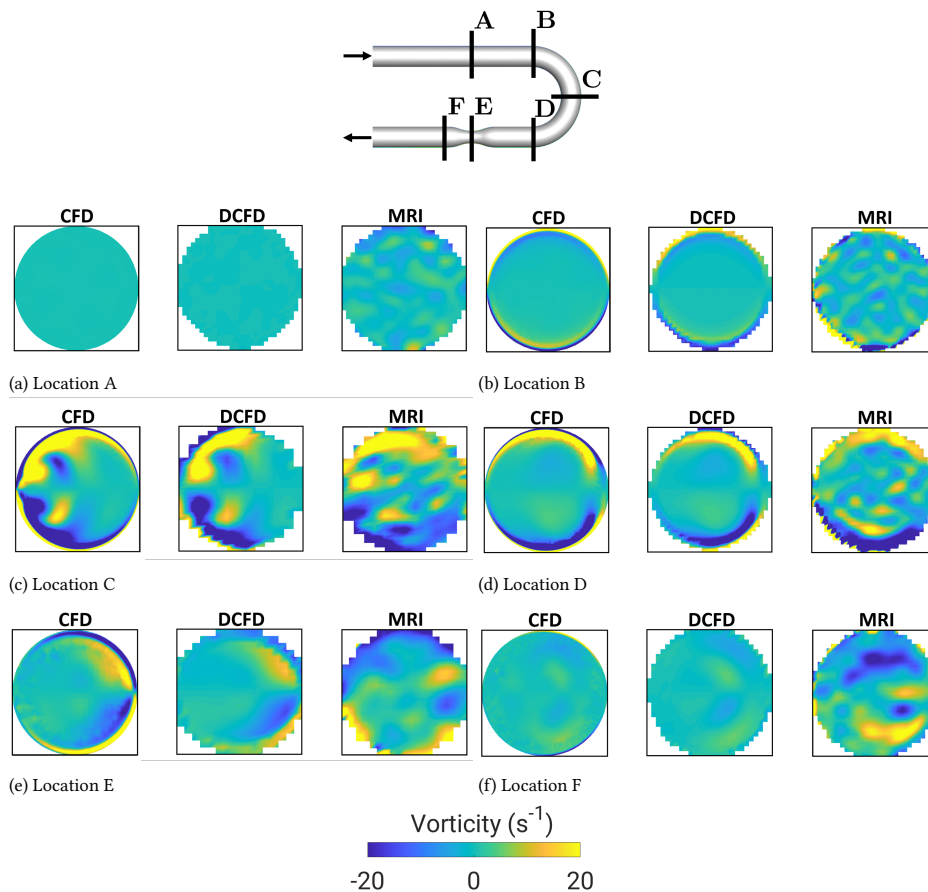 A
B
C
F
E
D
CFD DCFD MRI CFD DCFD MRI
(a) Location A (b) Location B
CFD DCFD MRI CFD DCFD MRI
(c) Location C (d) Location D
CFD DCFD MRI CFD DCFD MRI
(e) Location E (f) Location F
Vorticity (s⁻¹)
-20 0 20